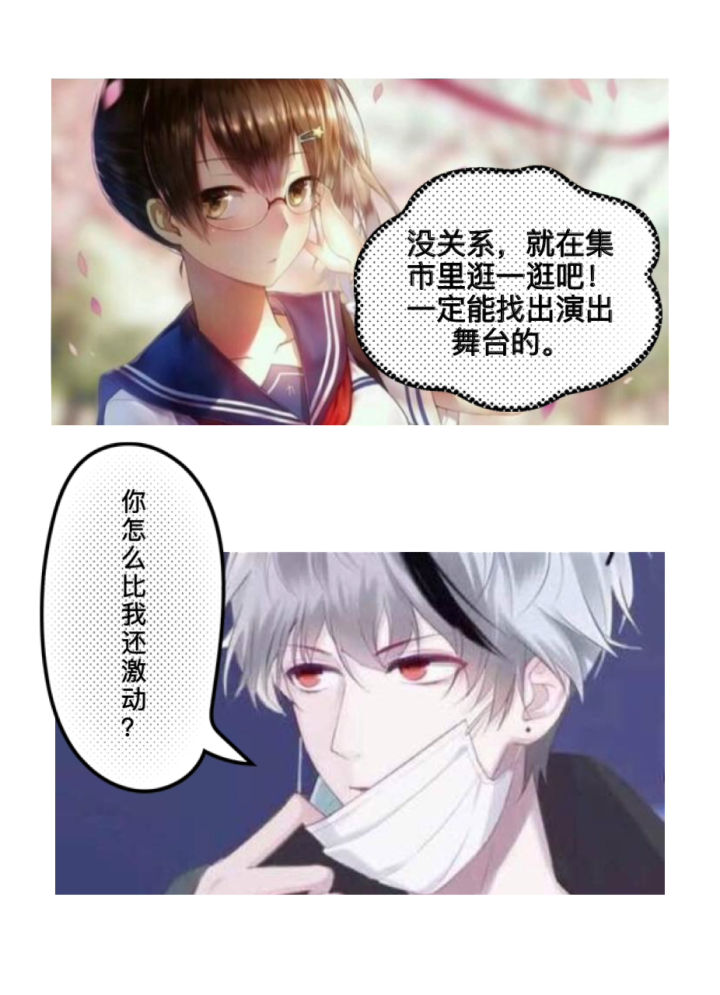 没关系，就在集
市里逛一逛吧！
一定能找出演出
舞台的。
你怎么比我还激动？